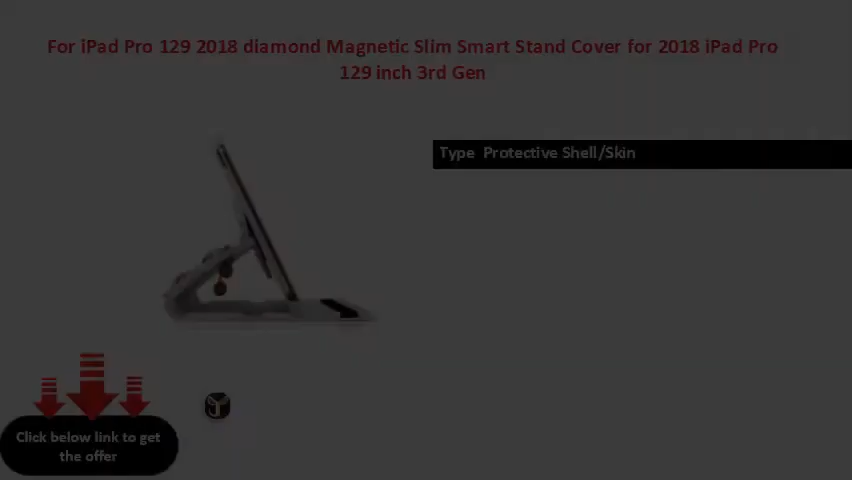 For iPad Pro 129 2018 diamond Magnetic Slim Smart Stand Cover for 2018 iPad Pro
129 inch 3rd Gen
Type Protective Shell/Skin
Click below link to get
the offer